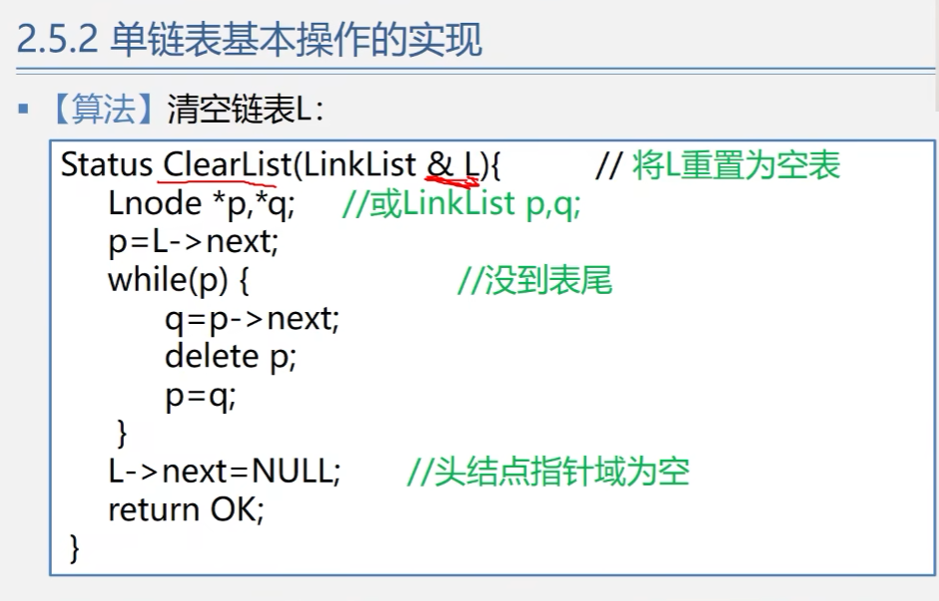 2.5.2 单链表基本操作的实现
▪ 【算法】清空链表L：
Status ClearList(LinkList & L){ // 将L重置为空表
Lnode *p,*q; //或LinkList p,q;
p=L->next;
while(p) { //没到表尾
q=p->next;
delete p;
p=q;
}
L->next=NULL; //头结点指针域为空
return OK;
}